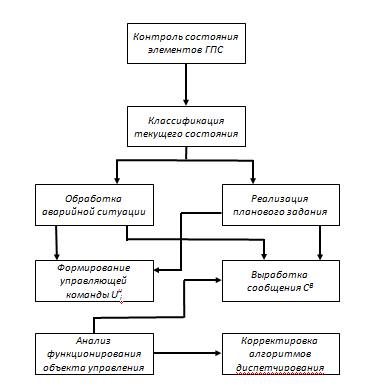 Контроль состояния
элементов ГПС
Классификация
текущего состояния
Обработка
аварийной ситуации
Реализация
планового задания
Формирование
управляющей
команды Uᵢᴴ
Выработка
сообщения Cᴮ
Анализ
функционирования
объекта управления
Корректировка
алгоритмов
диспетчирования